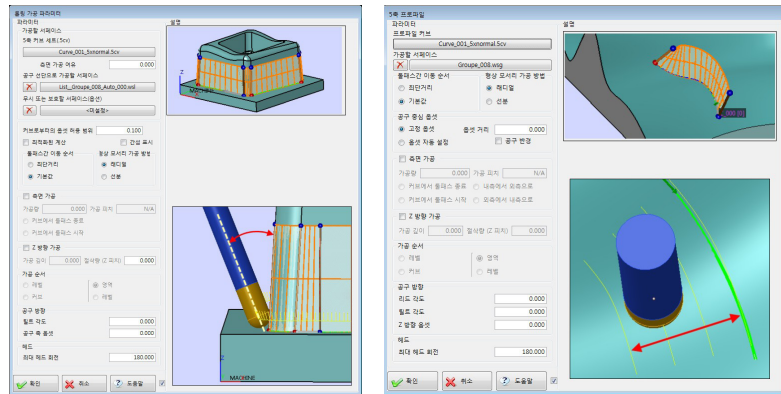 롤링 가공 파라미터
파라미터
가공할 서페이스
5축 커브 세트(.5cv)
Curve_001_5xnormal.5cv
측면 가공 여유 0.000
공구 선단으로 가공할 서페이스
List_Groupe_008_Auto_000.wsl
무시 또는 보호할 서페이스(옵션)
<미설정>
커브로부터의 옵셋 허용 범위 0.100
최적화된 계산 간섭 표시
툴패스간 이동 순서 형상 모서리 가공 방법
최단거리 래디얼
기본값 선분
측면 가공
가공량 0.000 가공 피치 N/A
커브에서 툴패스 종료
커브에서 툴패스 시작
Z 방향 가공
가공 깊이 0.000 절삭량 (Z 피치) 0.000
가공 순서
레벨 영역
커브 레벨
공구 방향
틸트 각도 0.000
공구 축 옵셋 0.000
헤드
최대 헤드 회전 180.000
확인 취소 도움말
설명
Z
MACHINE
Z
MACHINE
5축 프로파일
파라미터
프로파일 커브
Curve_001_5xnormal.5cv
가공할 서페이스
Groupe_008.wsg
툴패스간 이동 순서 형상 모서리 가공 방법
최단거리 래디얼
기본값 선분
공구 중심 옵셋
고정 옵셋 옵셋 거리 0.000
옵셋 자동 설정 공구 반경
측면 가공
가공량 0.000 가공 피치 N/A
커브에서 툴패스 종료 내측에서 외측으로
커브에서 툴패스 시작 외측에서 내측으로
Z 방향 가공
가공 깊이 0.000 절삭량 (Z 피치) 0.000
가공 순서
레벨 영역
커브 레벨
공구 방향
리드 각도 0.000
틸트 각도 0.000
Z 방향 옵셋 0.000
헤드
최대 헤드 회전 180.000
확인 취소 도움말
설명